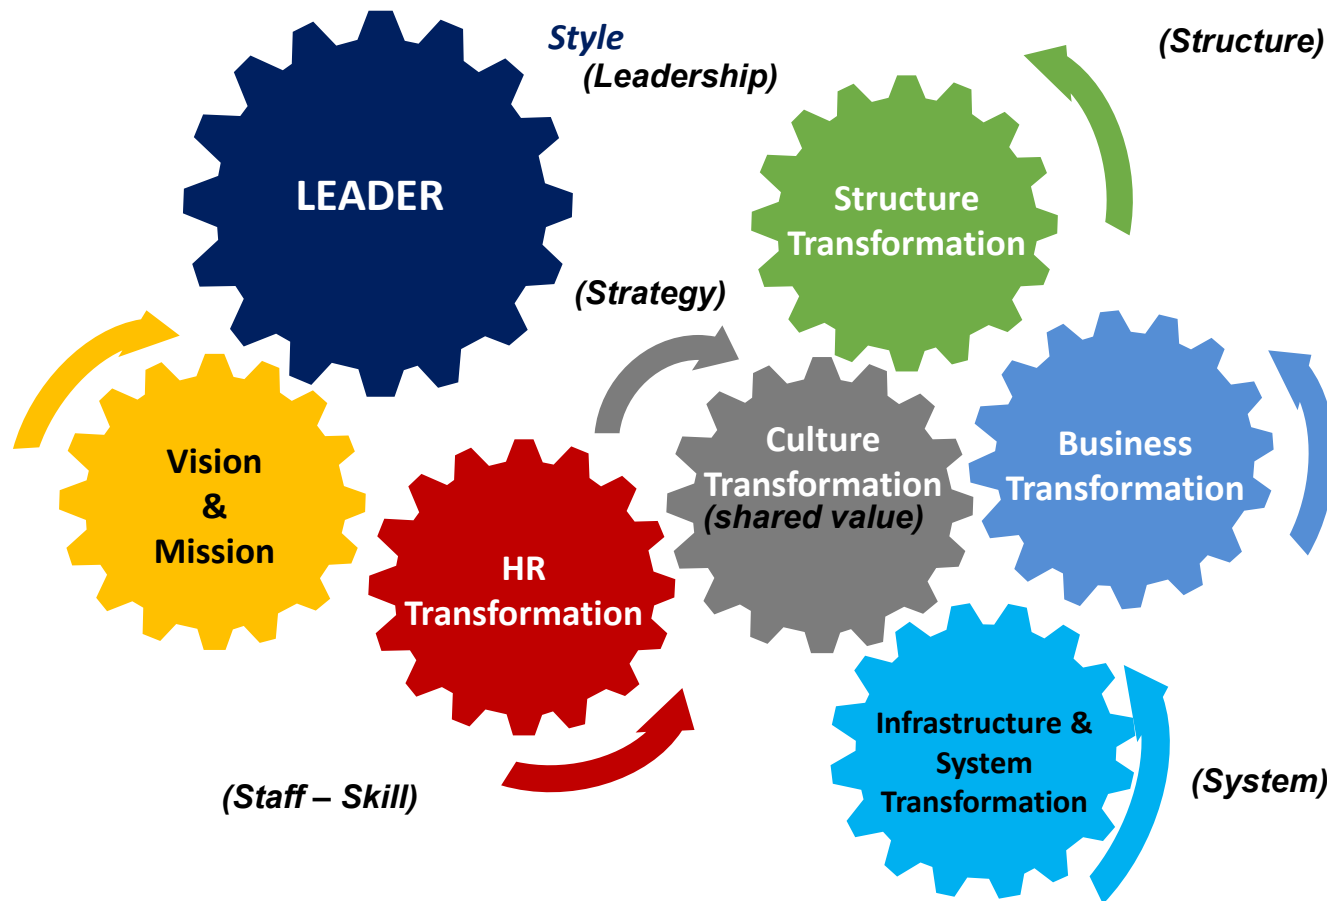 Style
(Leadership)
(Structure)
LEADER
Structure
Transformation
(Strategy)
Vision
&
Mission
Culture
Transformation
(shared value)
Business
Transformation
HR
Transformation
Infrastructure &
System
Transformation
(Staff – Skill)
(System)